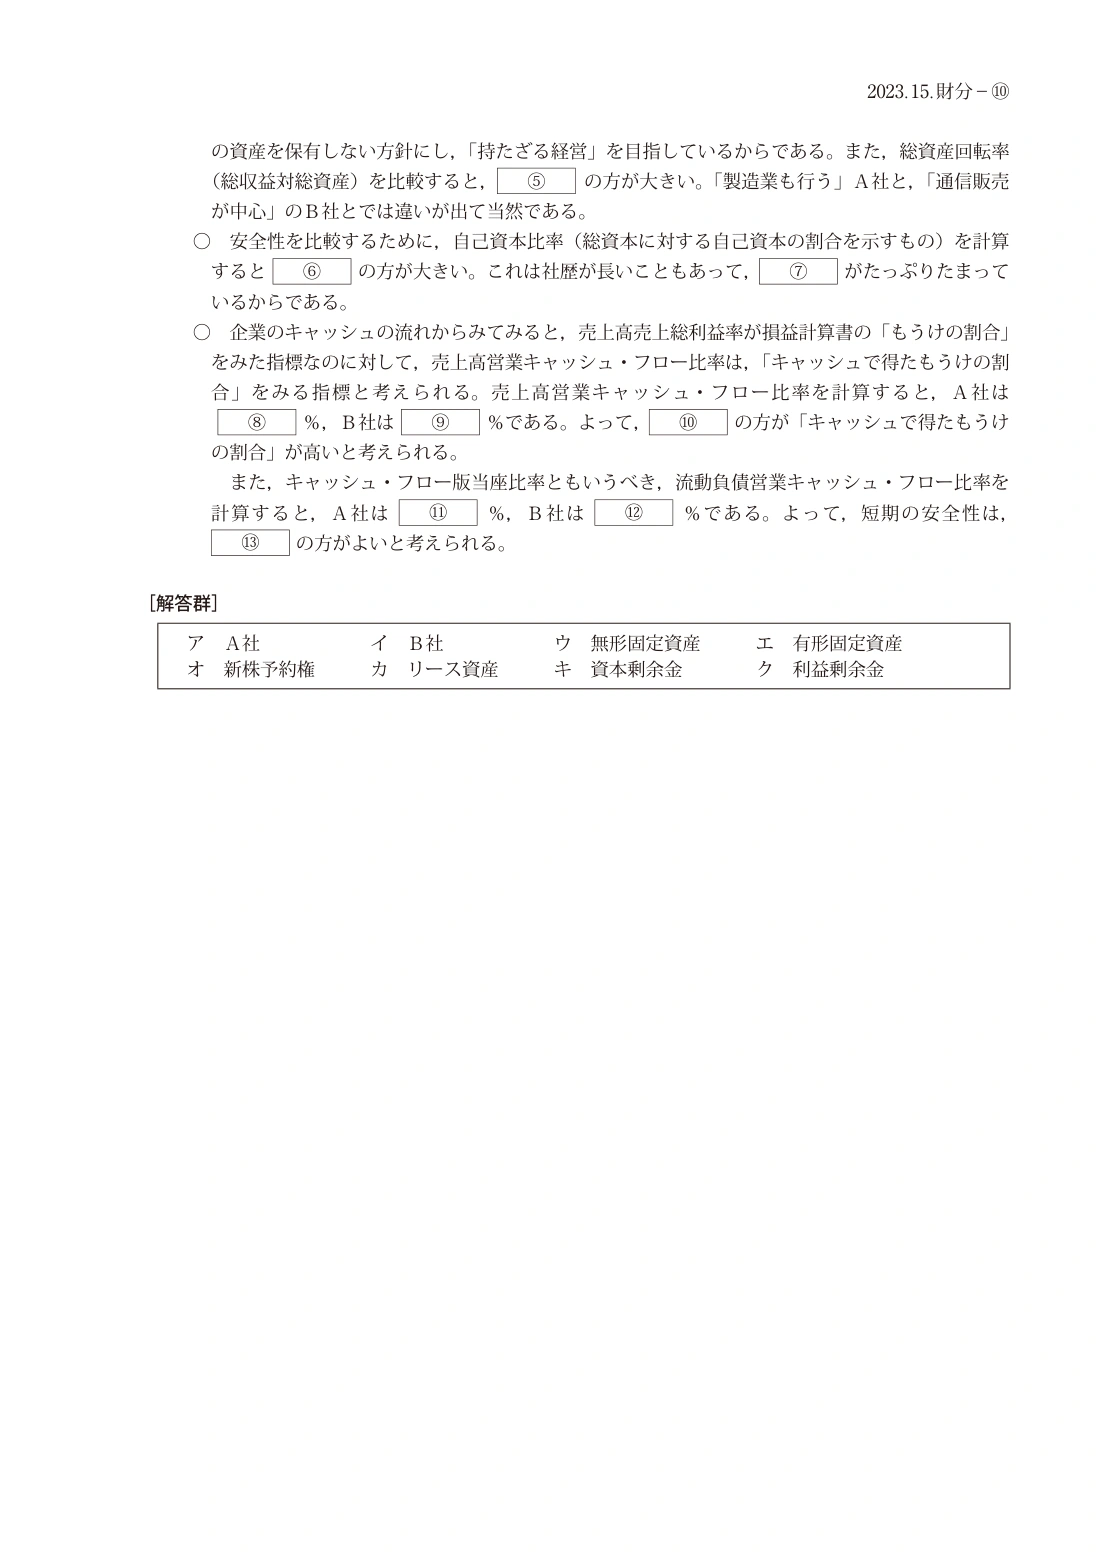 2023.15.財分－⑩
の資産を保有しない方針にし，「持たざる経営」を目指しているからである。また，総資産回転率
（総収益対総資産）を比較すると， ⑤ の方が大きい。「製造業も行う」Ａ社と，「通信販売
が中心」のＢ社とでは違いが出て当然である。
○　安全性を比較するために，自己資本比率（総資本に対する自己資本の割合を示すもの）を計算
すると ⑥ の方が大きい。これは社歴が長いこともあって， ⑦ がたっぷりたまって
いるからである。
○　企業のキャッシュの流れからみてみると，売上高売上総利益率が損益計算書の「もうけの割合」
をみた指標なのに対して，売上高営業キャッシュ・フロー比率は，「キャッシュで得たもうけの割
合」をみる指標と考えられる。売上高営業キャッシュ・フロー比率を計算すると，Ａ社は
⑧ ％，Ｂ社は ⑨ ％である。よって， ⑩ の方が「キャッシュで得たもうけ
の割合」が高いと考えられる。
また，キャッシュ・フロー版当座比率ともいうべき，流動負債営業キャッシュ・フロー比率を
計算すると，Ａ社は ⑪ ％，Ｂ社は ⑫ ％である。よって，短期の安全性は，
⑬ の方がよいと考えられる。
［解答群］
ア　Ａ社　イ　Ｂ社　ウ　無形固定資産　エ　有形固定資産
オ　新株予約権　カ　リース資産　キ　資本剰余金　ク　利益剰余金